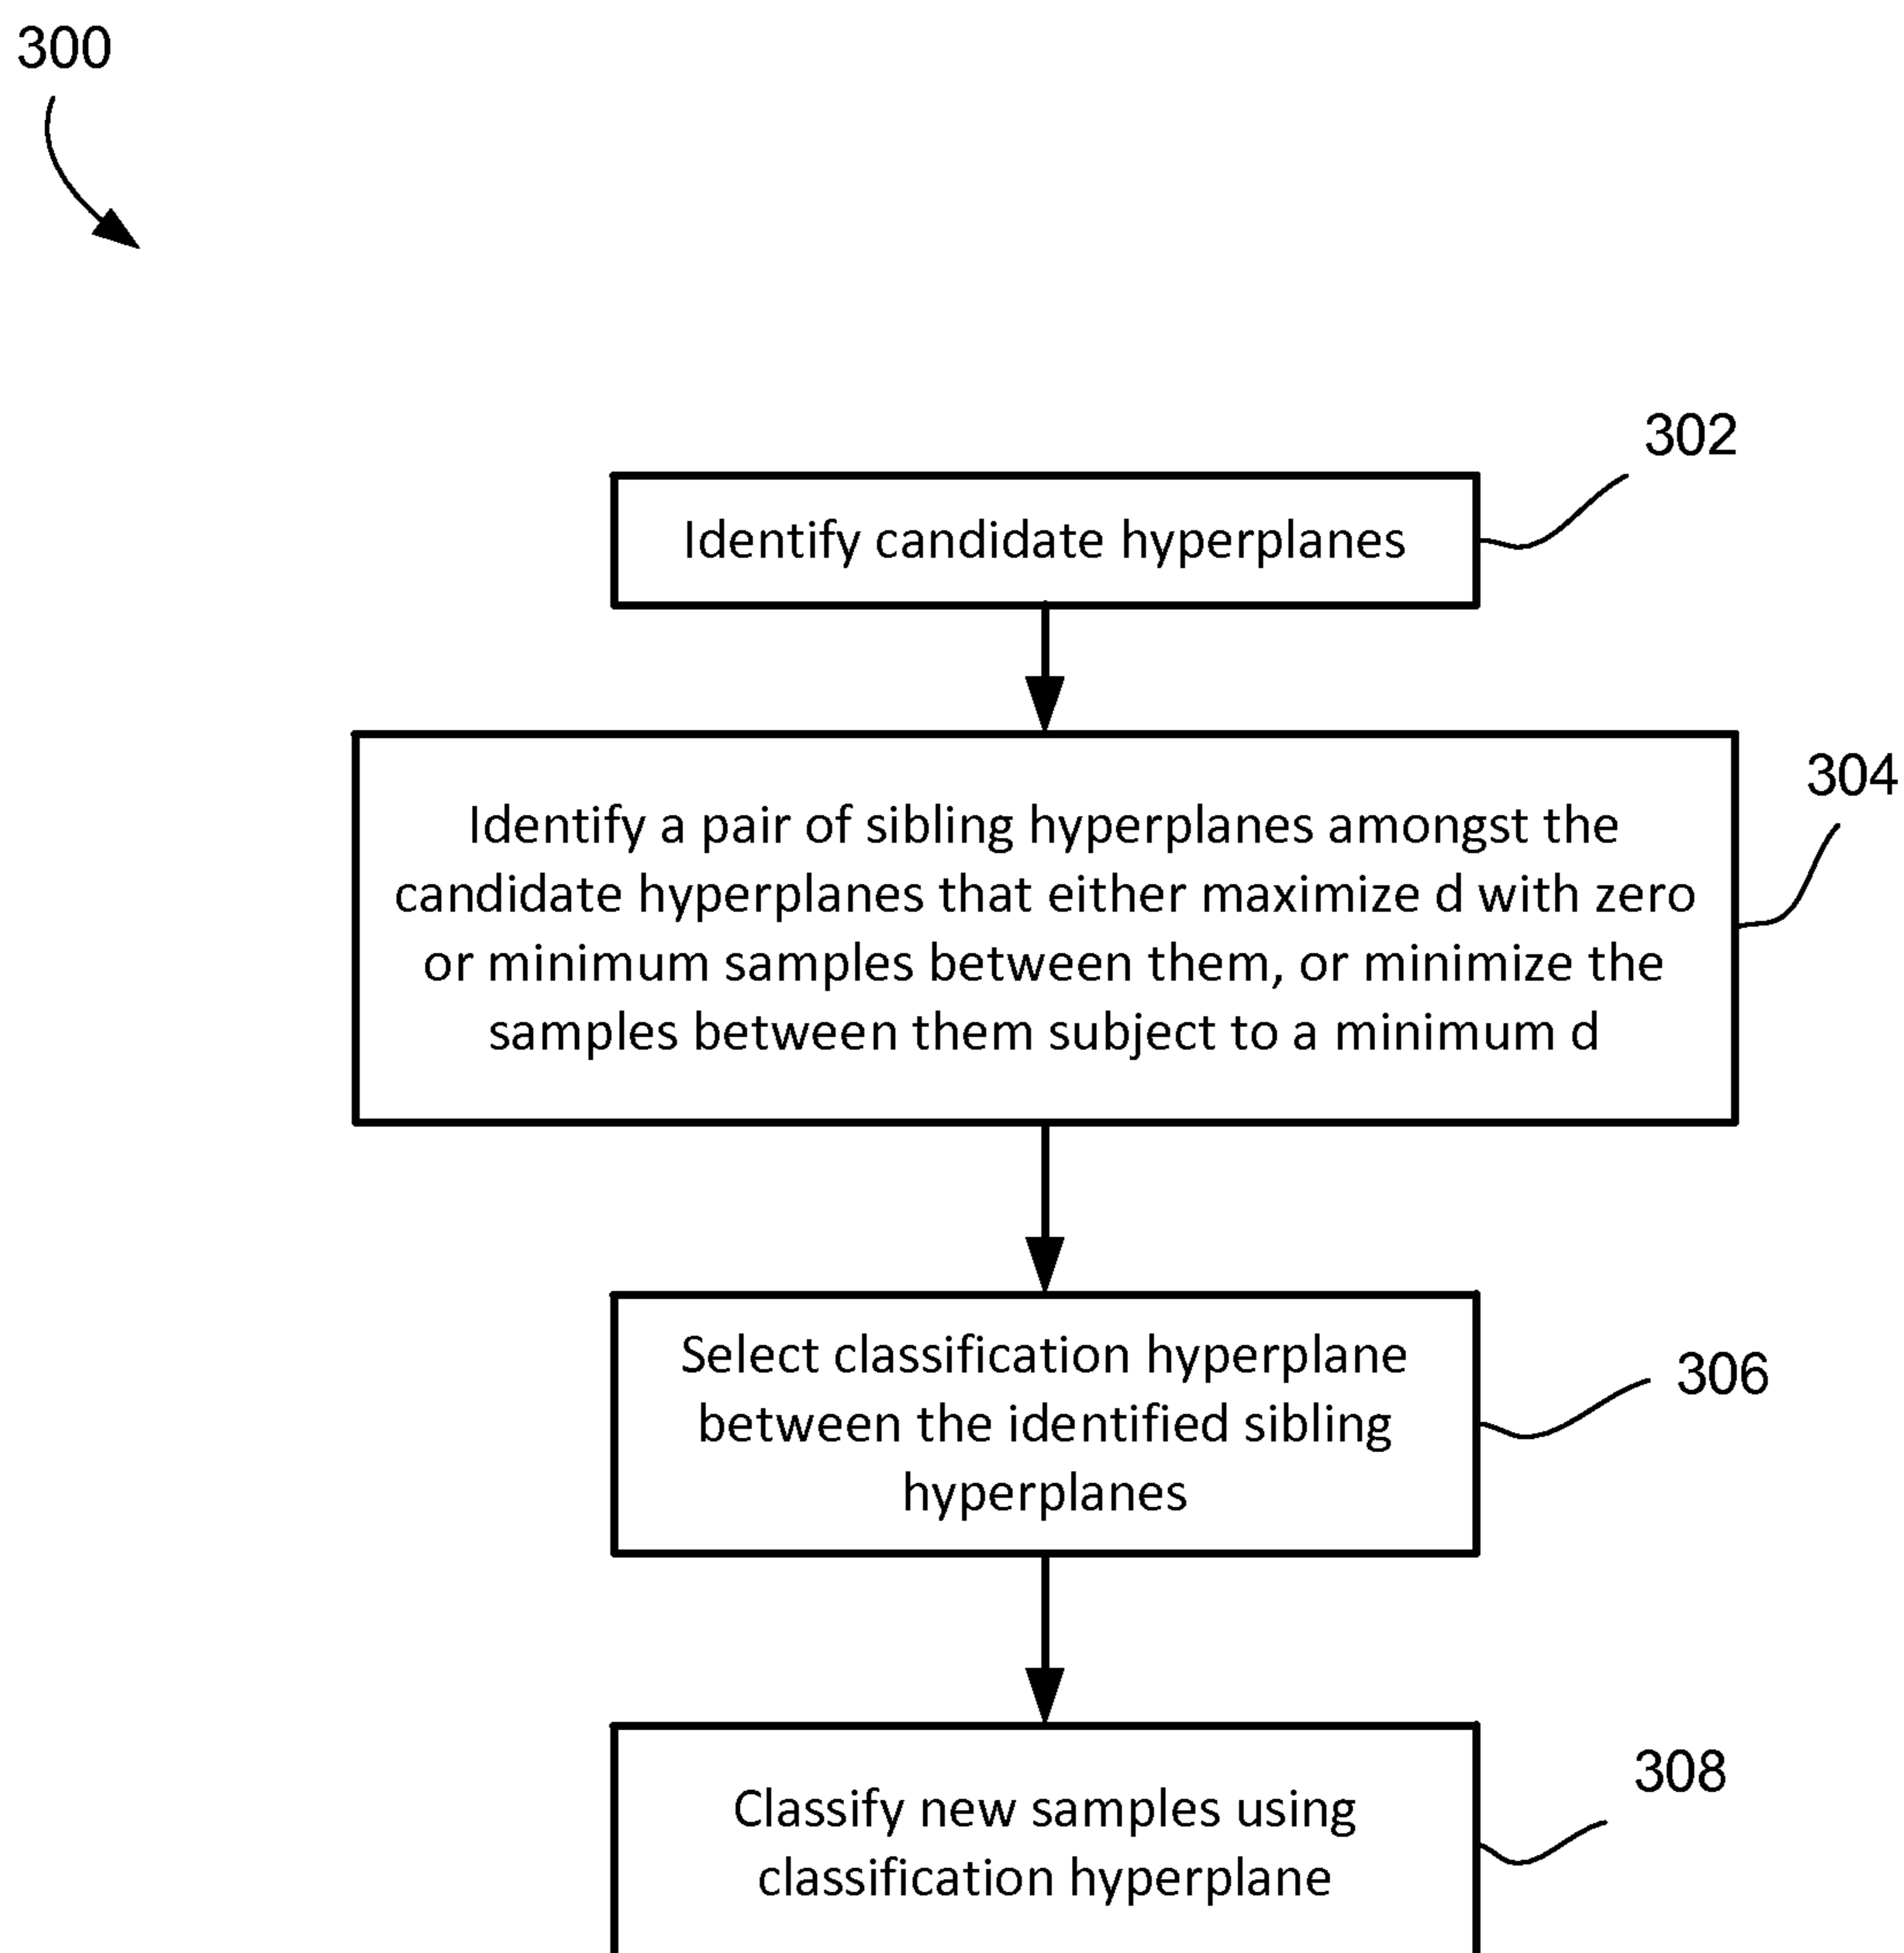 300
302
Identify candidate hyperplanes
304
Identify a pair of sibling hyperplanes amongst the
candidate hyperplanes that either maximize d with zero
or minimum samples between them, or minimize the
samples between them subject to a minimum d
306
Select classification hyperplane
between the identified sibling
hyperplanes
308
Classify new samples using
classification hyperplane